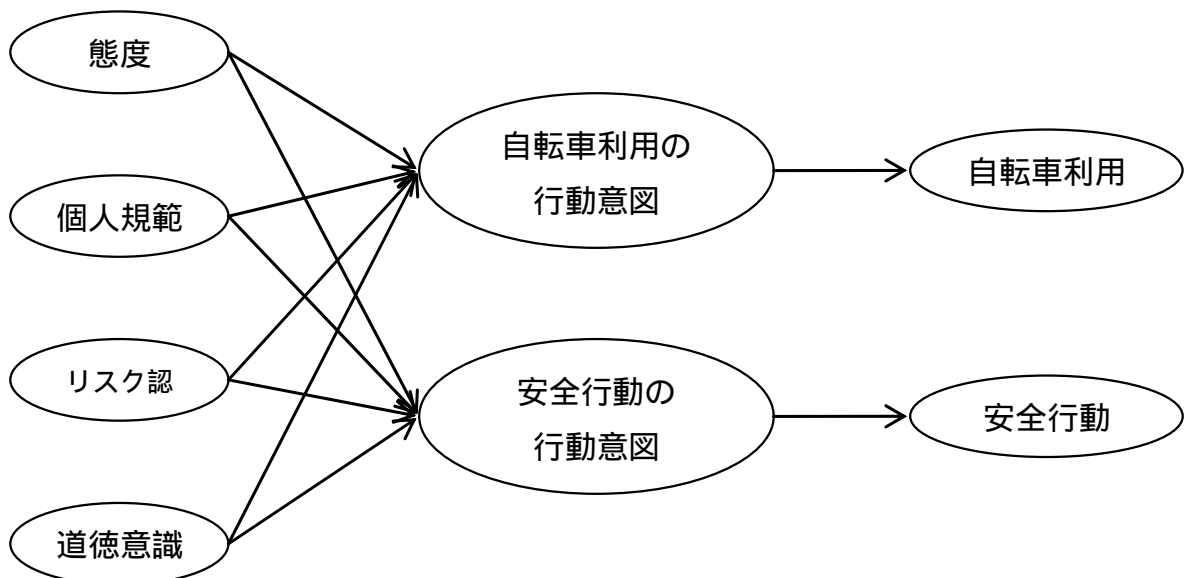 態度
個人規範
リスク認
道徳意識
自転車利用の
行動意図
安全行動の
行動意図
自転車利用
安全行動